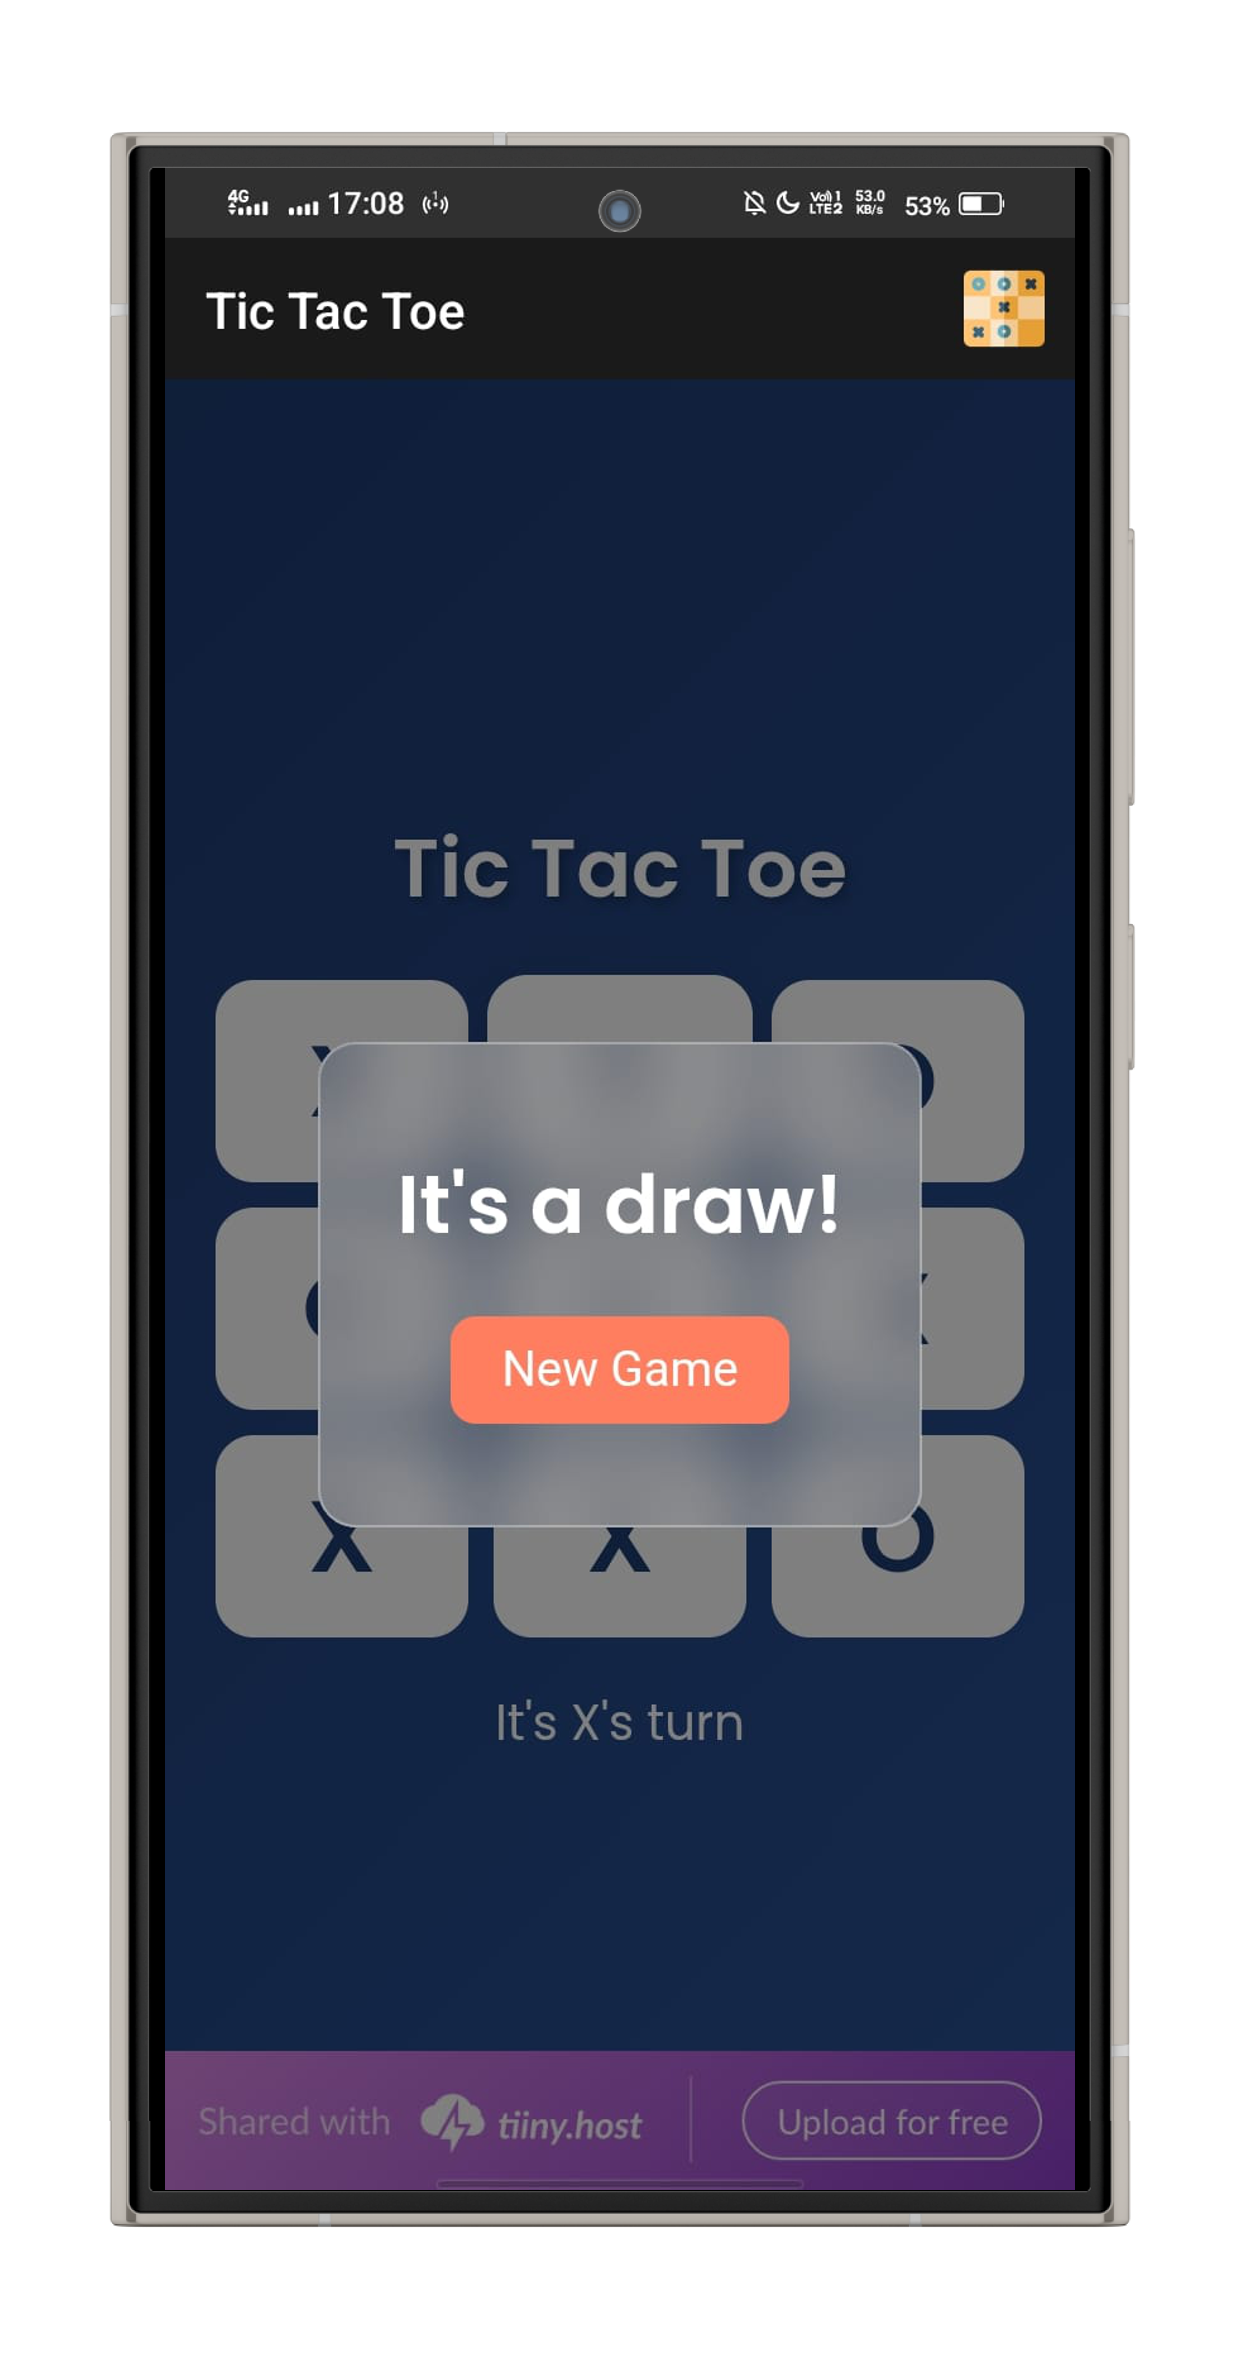 4G 17:08 Vo)) 1 LTE2 53.0 KB/s 53%
Tic Tac Toe
Tic Tac Toe
It's a draw!
New Game
X X O
It's X's turn
Shared with tiiny.host Upload for free